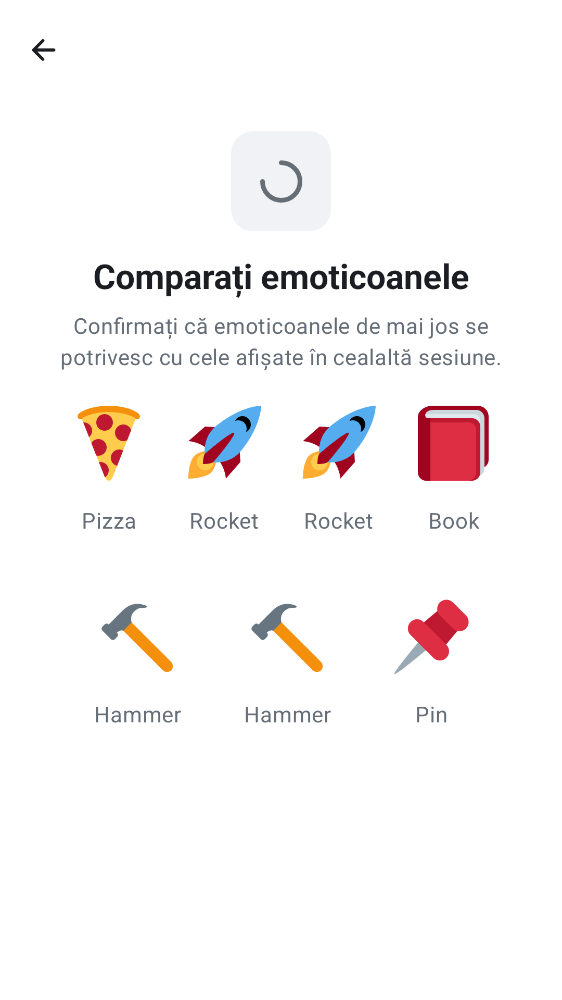 Comparați emoticoanele
Confirmați că emoticoanele de mai jos se
potrivesc cu cele afișate în cealaltă sesiune.
Pizza Rocket Rocket Book
Hammer Hammer Pin